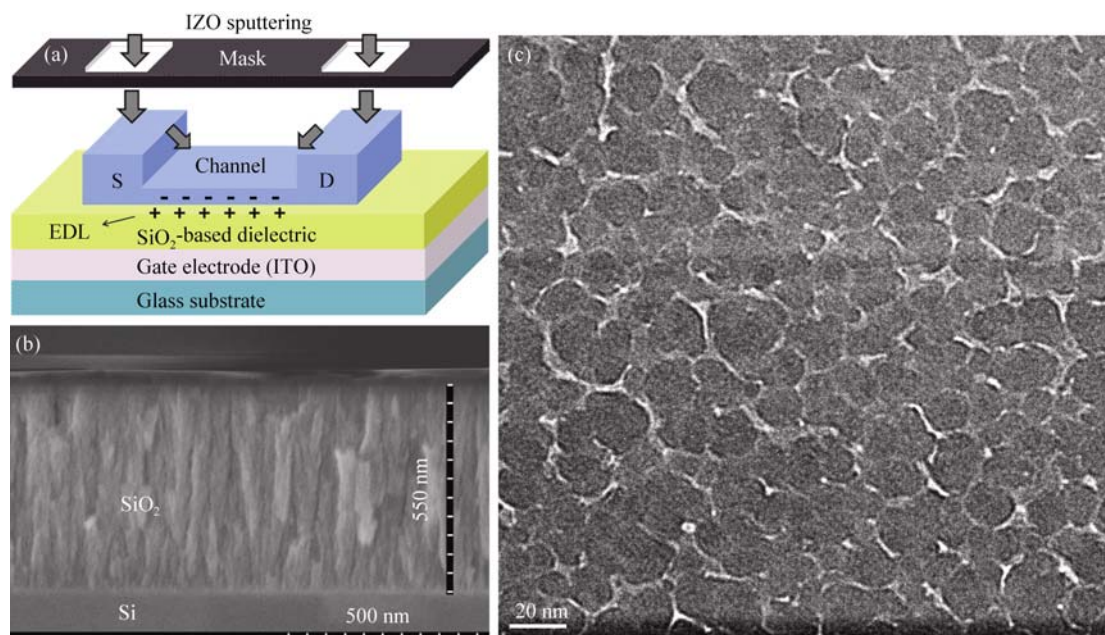 IZO sputtering
(a)
Mask
Channel
S
D
- - - - - -
+ + + + + +
EDL
SiO₂-based dielectric
Gate electrode (ITO)
Glass substrate
(b)
SiO₂
550 nm
Si
500 nm
(c)
20 nm